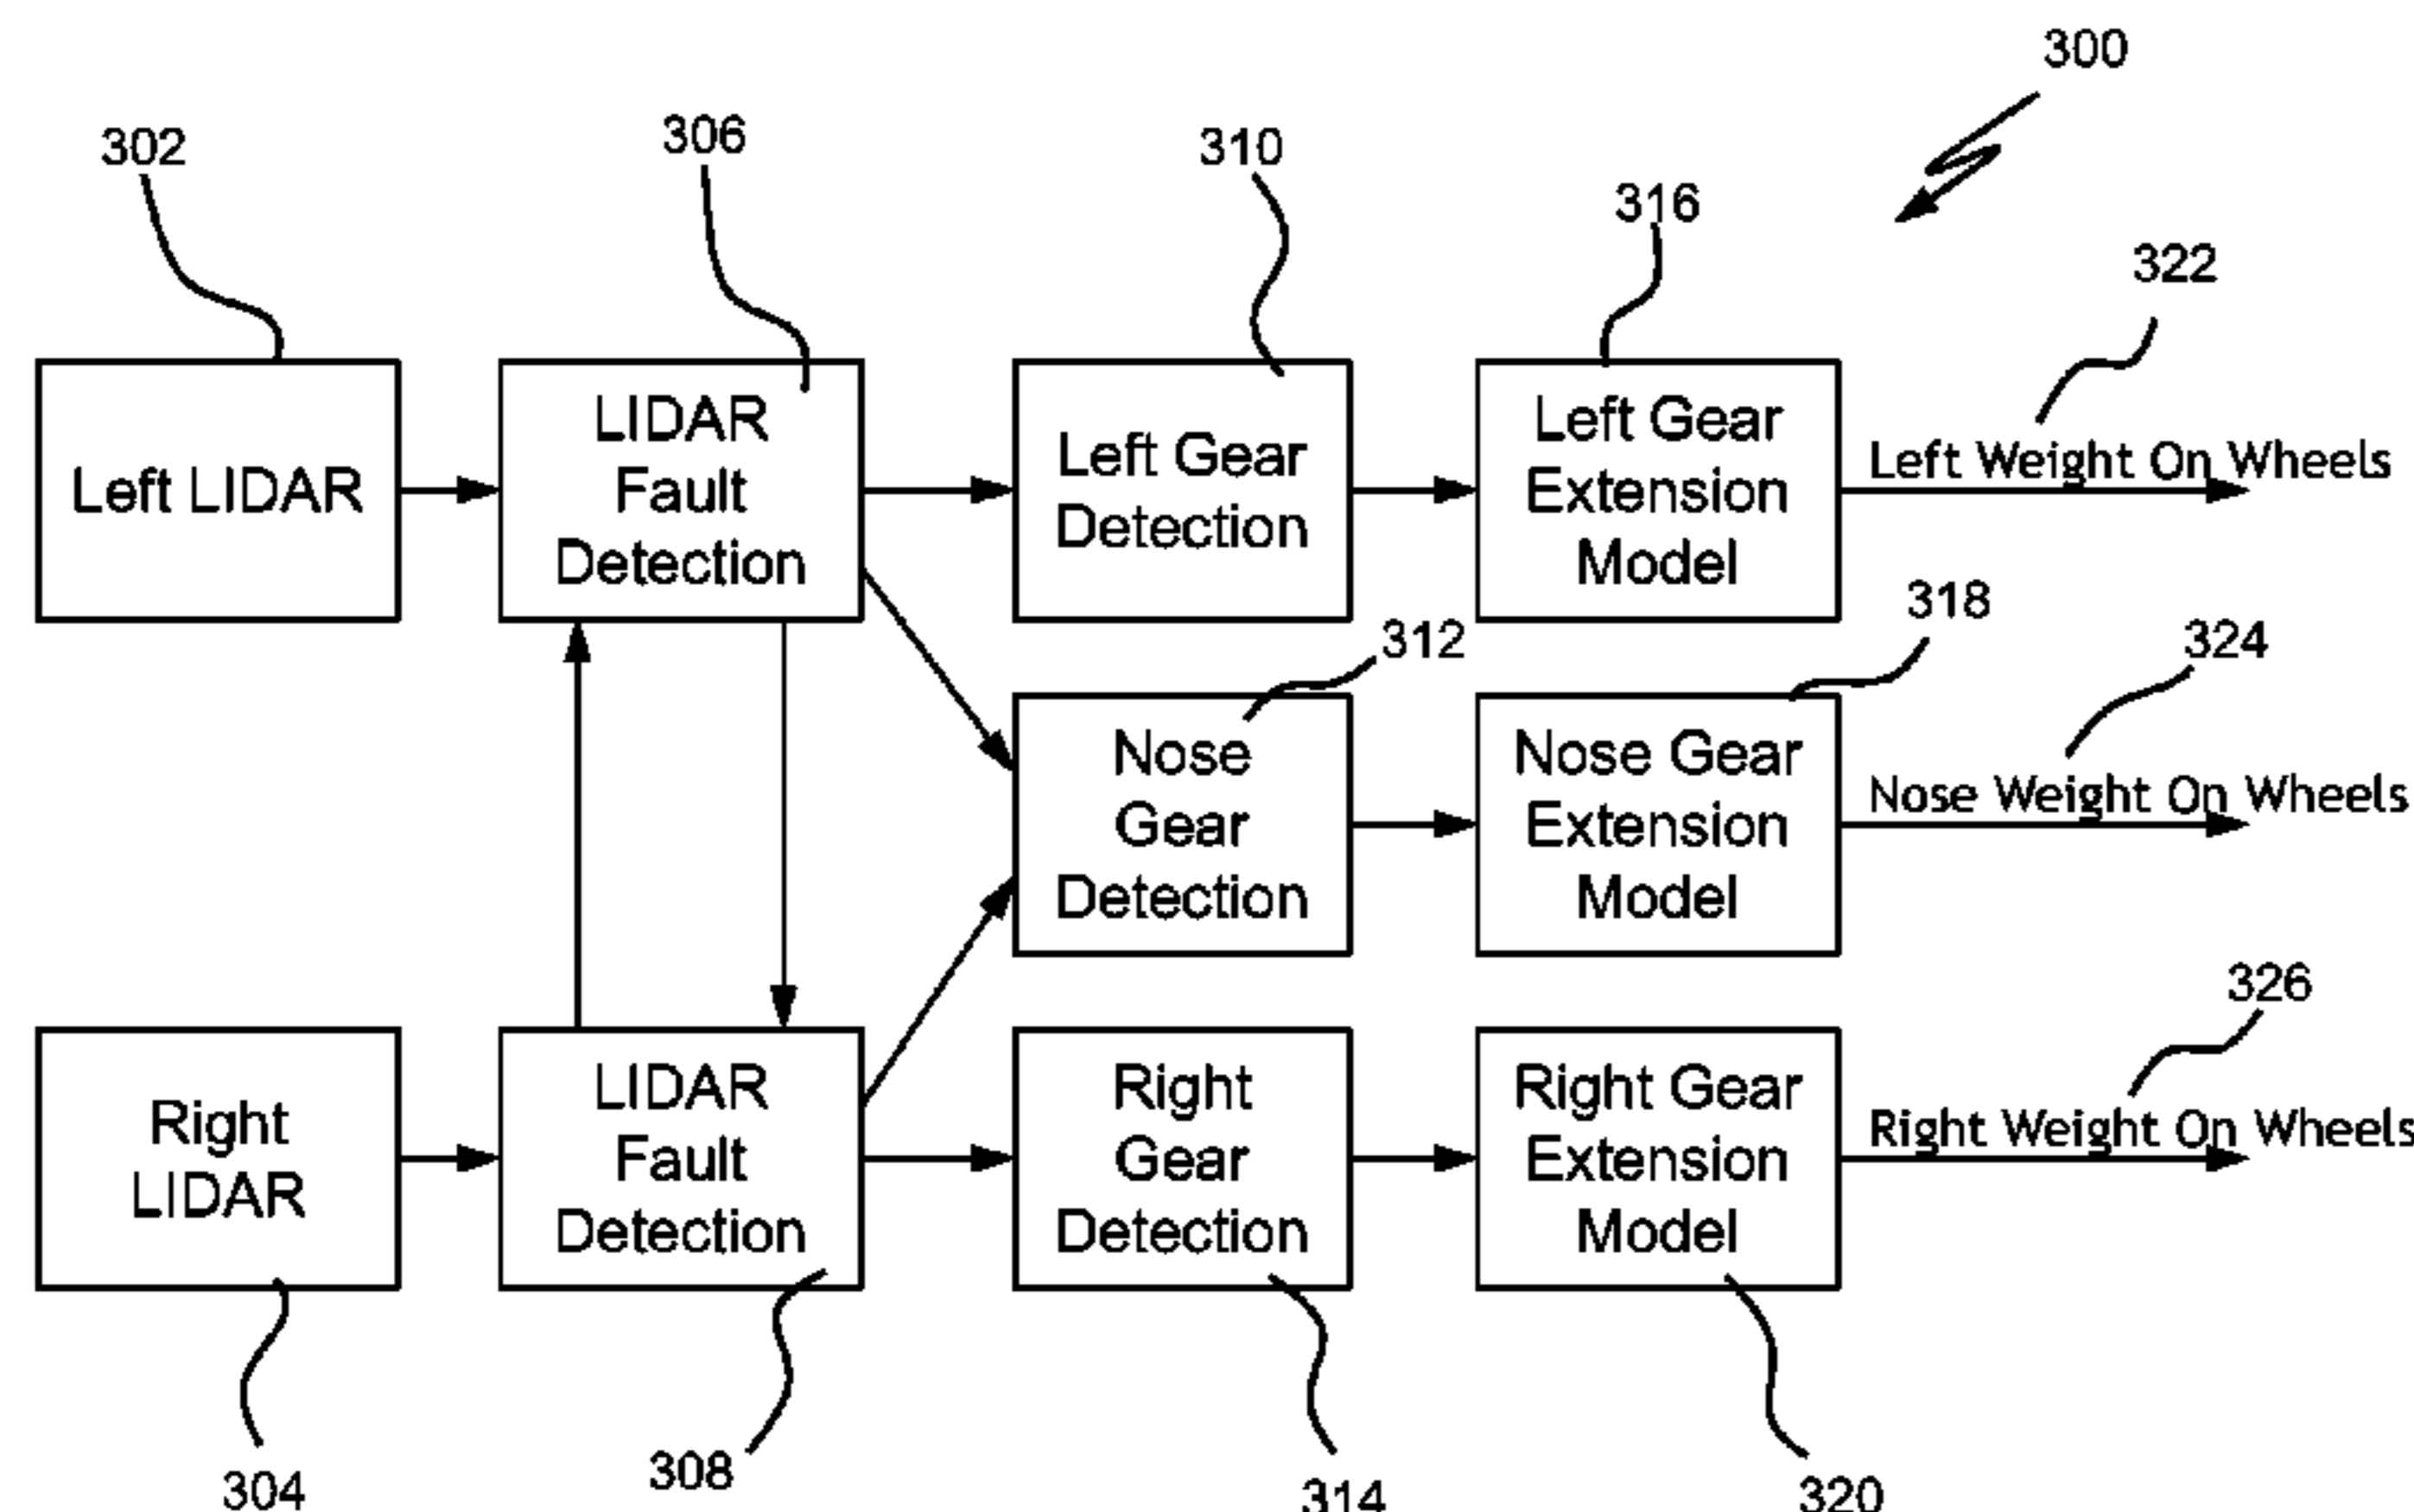 300
302
306
310
316
322
Left LIDAR
LIDAR
Fault
Detection
Left Gear
Detection
Left Gear
Extension
Model
Left Weight On Wheels
312
318
324
Nose
Gear
Detection
Nose Gear
Extension
Model
Nose Weight On Wheels
326
Right
LIDAR
LIDAR
Fault
Detection
Right
Gear
Detection
Right Gear
Extension
Model
Right Weight On Wheels
304
308
314
320